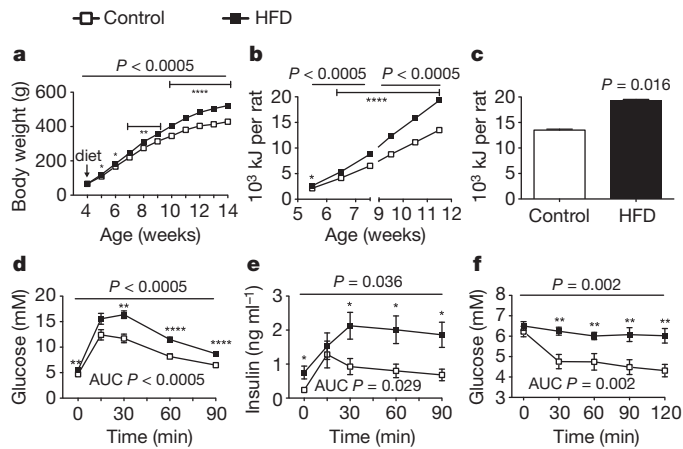 Control HFD
a
P < 0.0005
****
**
* *
diet
Body weight (g)
600
400
200
0
4 6 8 10 12 14
Age (weeks)
b
P < 0.0005 P < 0.0005
****
*
10³ kJ per rat
20
15
10
5
0
5 6 7 8 9 10 11 12
Age (weeks)
c
P = 0.016
10³ kJ per rat
20
15
10
5
0
Control HFD
d
P < 0.0005
** ** **** ****
AUC P < 0.0005
Glucose (mM)
20
15
10
5
0
0 30 60 90
Time (min)
e
P = 0.036
* * * *
AUC P = 0.029
Insulin (ng ml⁻¹)
3
2
1
0
0 30 60 90
Time (min)
f
P = 0.002
** ** ** **
AUC P = 0.002
Glucose (mM)
8
7
6
5
4
3
0 30 60 90 120
Time (min)